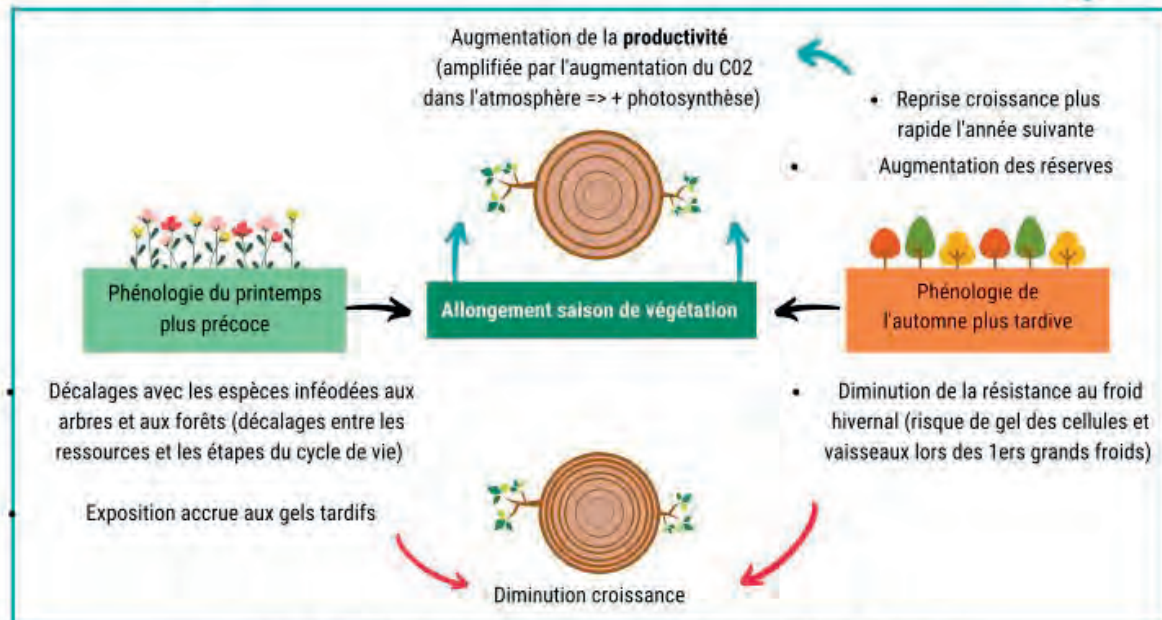 Augmentation de la productivité
(amplifiée par l'augmentation du C02
dans l'atmosphère => + photosynthèse)
• Reprise croissance plus
rapide l'année suivante
• Augmentation des réserves
Phénologie du printemps
plus précoce
Allongement saison de végétation
Phénologie de
l'automne plus tardive
• Décalages avec les espèces inféodées aux
arbres et aux forêts (décalages entre les
ressources et les étapes du cycle de vie)
• Exposition accrue aux gels tardifs
• Diminution de la résistance au froid
hivernal (risque de gel des cellules et
vaisseaux lors des 1ers grands froids)
Diminution croissance